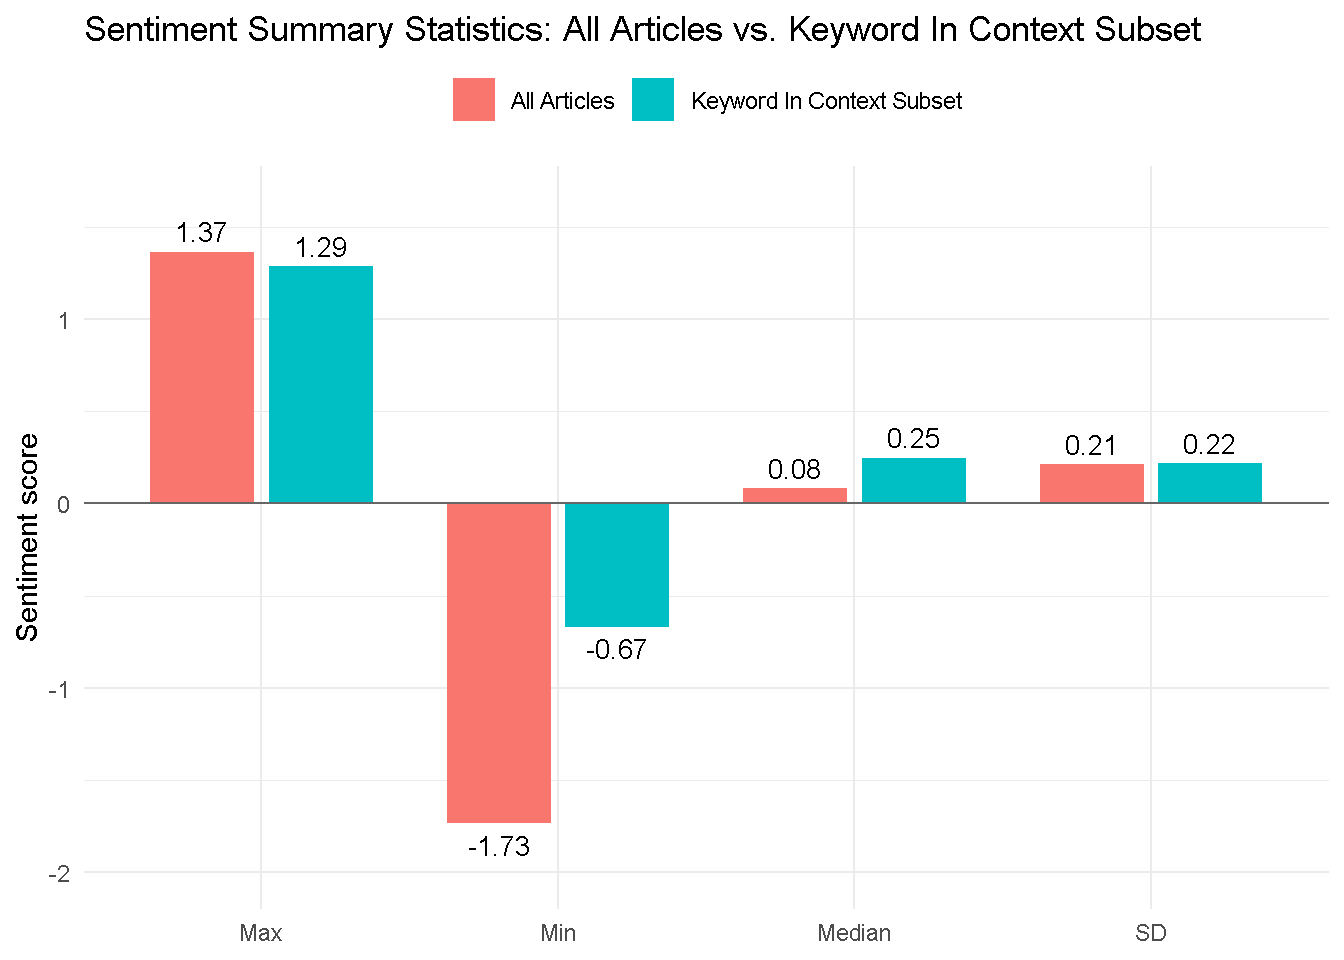 Sentiment Summary Statistics: All Articles vs. Keyword In Context Subset
All Articles
Keyword In Context Subset
1.37
1.29
-1.73
-0.67
0.08
0.25
0.21
0.22
1
0
-1
-2
Sentiment score
Max
Min
Median
SD